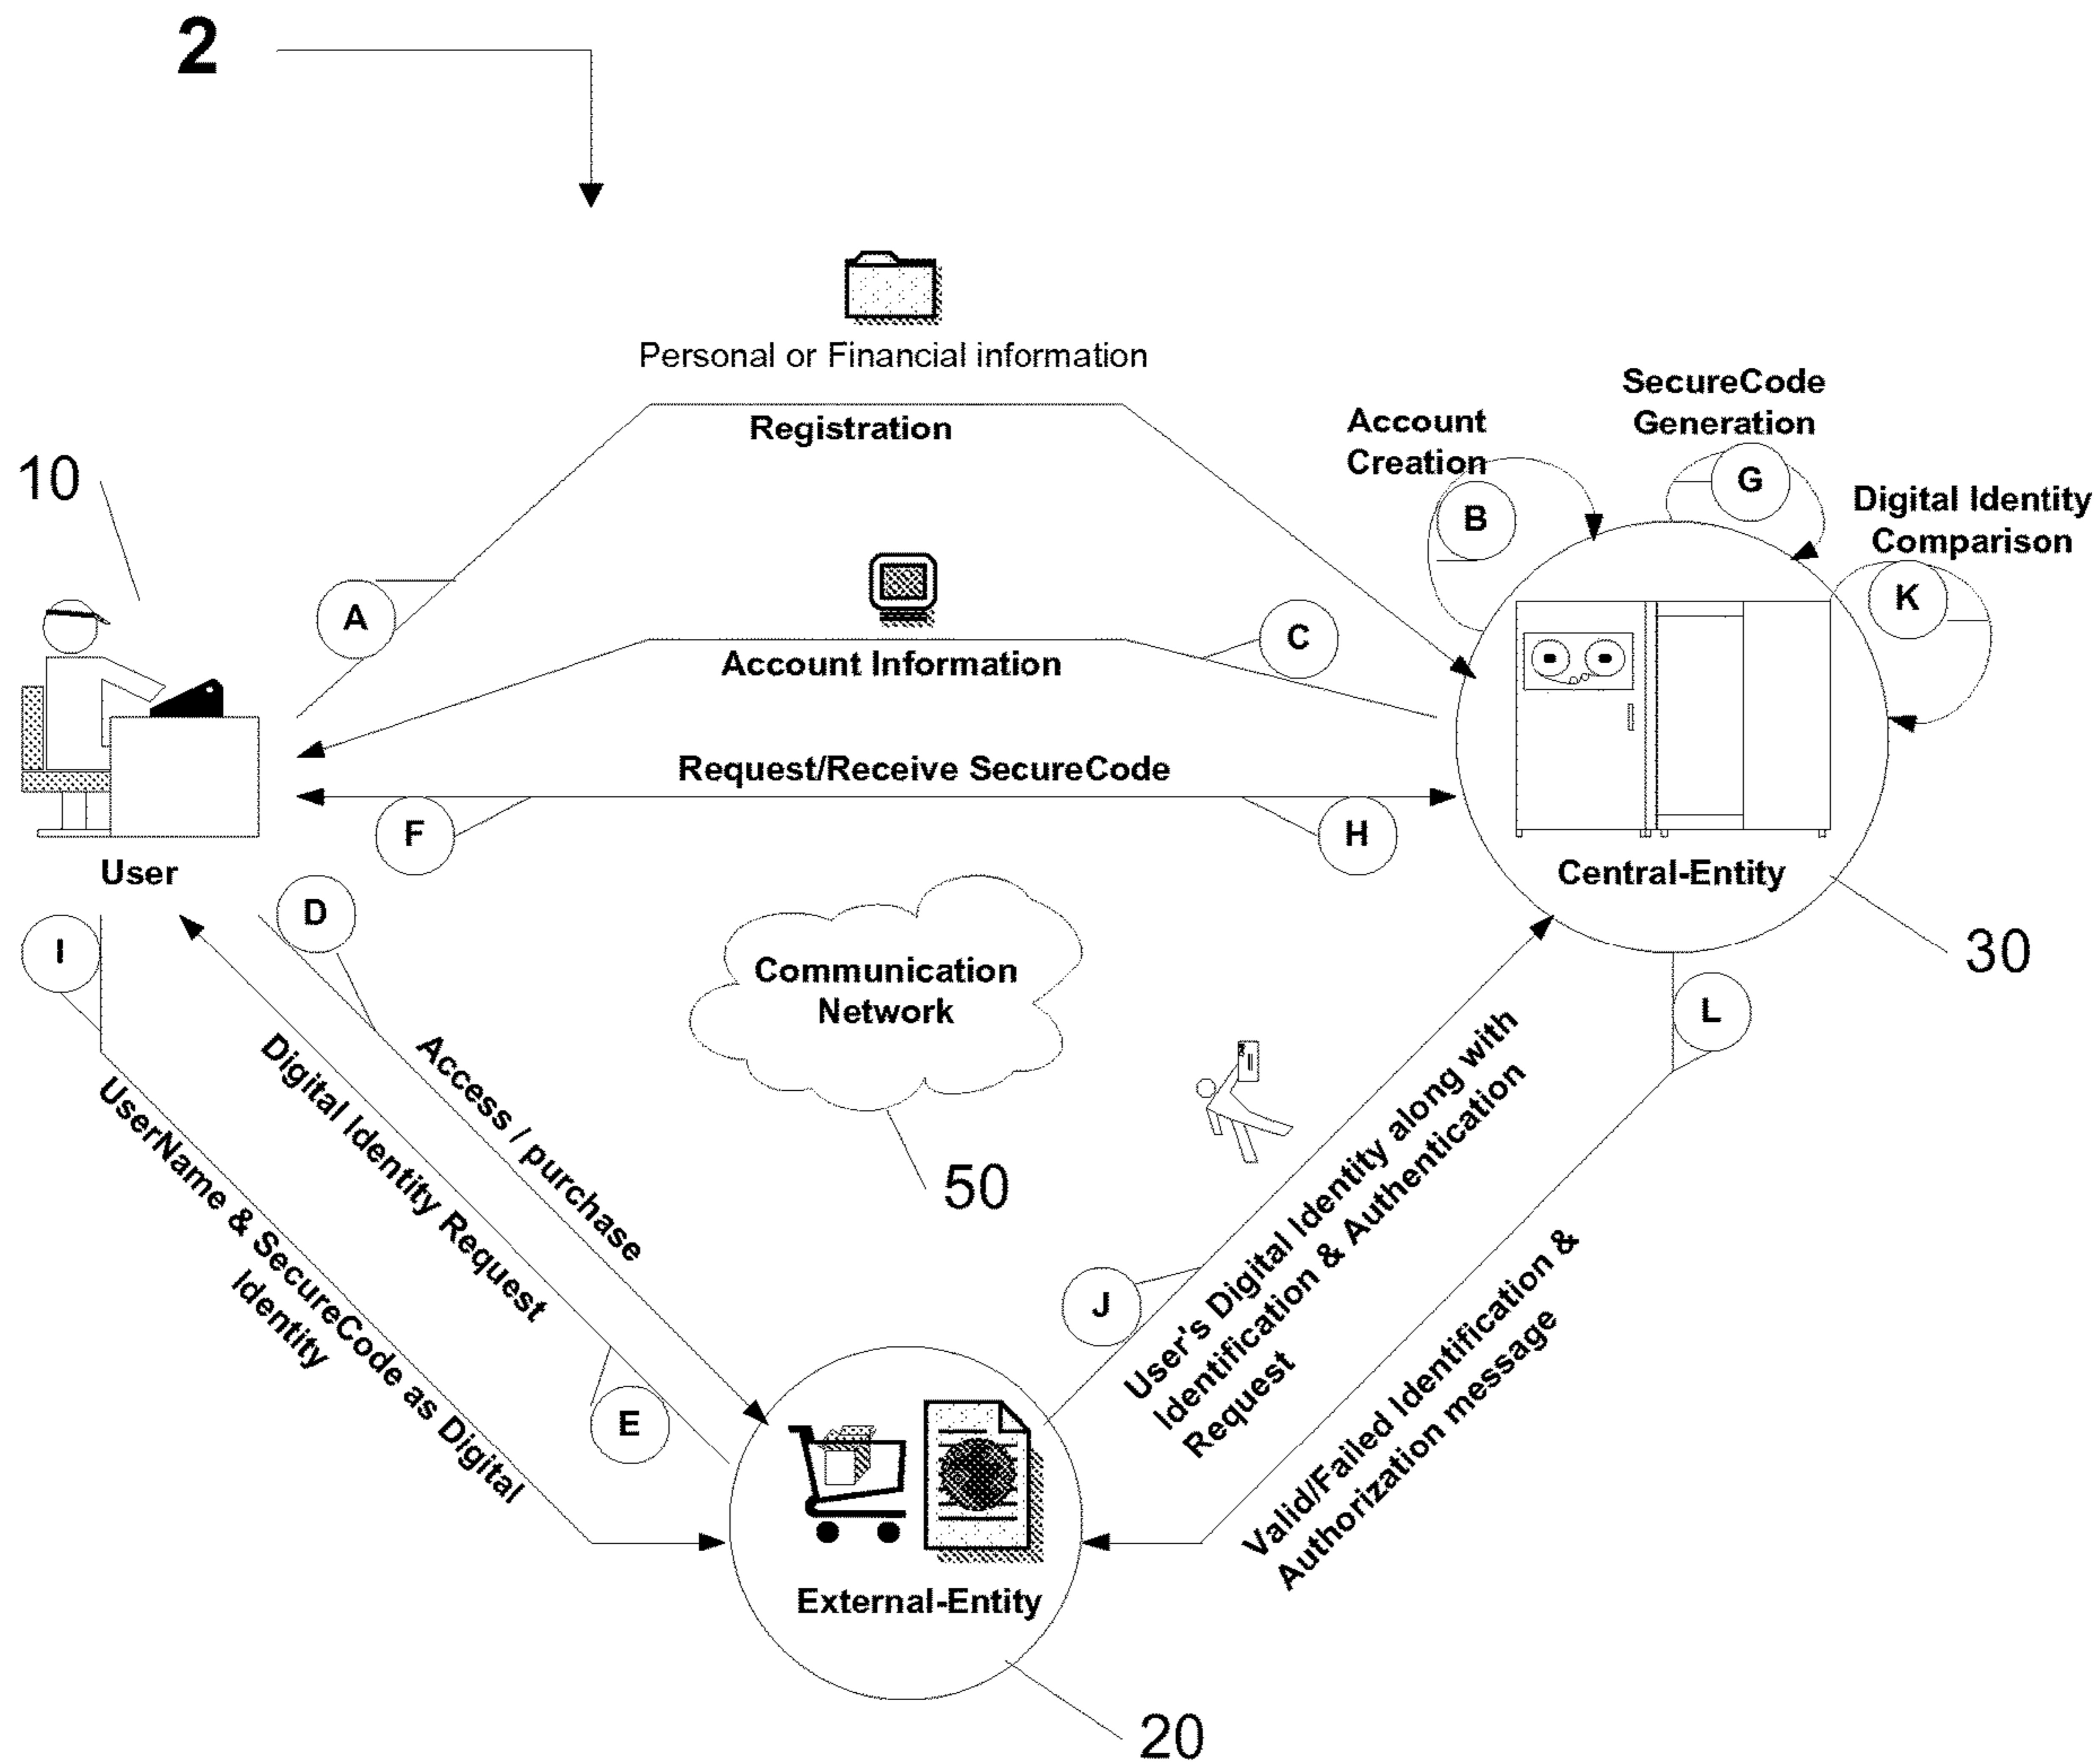 2
Personal or Financial information
Registration
SecureCode
Generation
Account
Creation
G
B
Digital Identity
Comparison
K
10
A
C
Account Information
Request/Receive SecureCode
F
H
User
Central-Entity
30
D
I
L
Communication
Network
50
Access / purchase
Digital Identity Request
UserName & SecureCode as Digital
Identity
E
J
User's Digital Identity along with
Identification & Authentication
Request
Valid/Failed Identification &
Authorization message
External-Entity
20